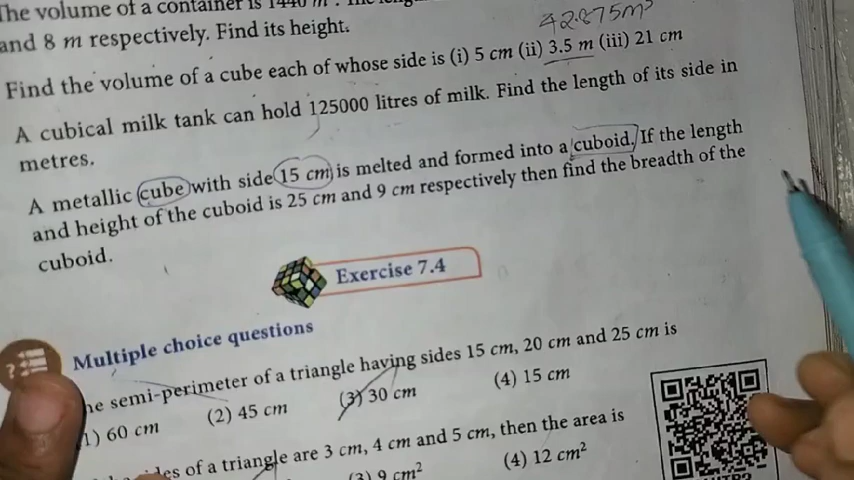 The volume of a container is 1440 m³. The
42.875m³
and 8 m respectively. Find its height.
Find the volume of a cube each of whose side is (i) 5 cm (ii) 3.5 m (iii) 21 cm
A cubical milk tank can hold 125000 litres of milk. Find the length of its side in
metres.
A metallic cube with side 15 cm is melted and formed into a cuboid. If the length
and height of the cuboid is 25 cm and 9 cm respectively then find the breadth of the
cuboid.
Exercise 7.4
Multiple choice questions
semi-perimeter of a triangle having sides 15 cm, 20 cm and 25 cm is
1) 60 cm (2) 45 cm (3) 30 cm (4) 15 cm
of a triangle are 3 cm, 4 cm and 5 cm, then the area is
(3) 9 cm² (4) 12 cm²